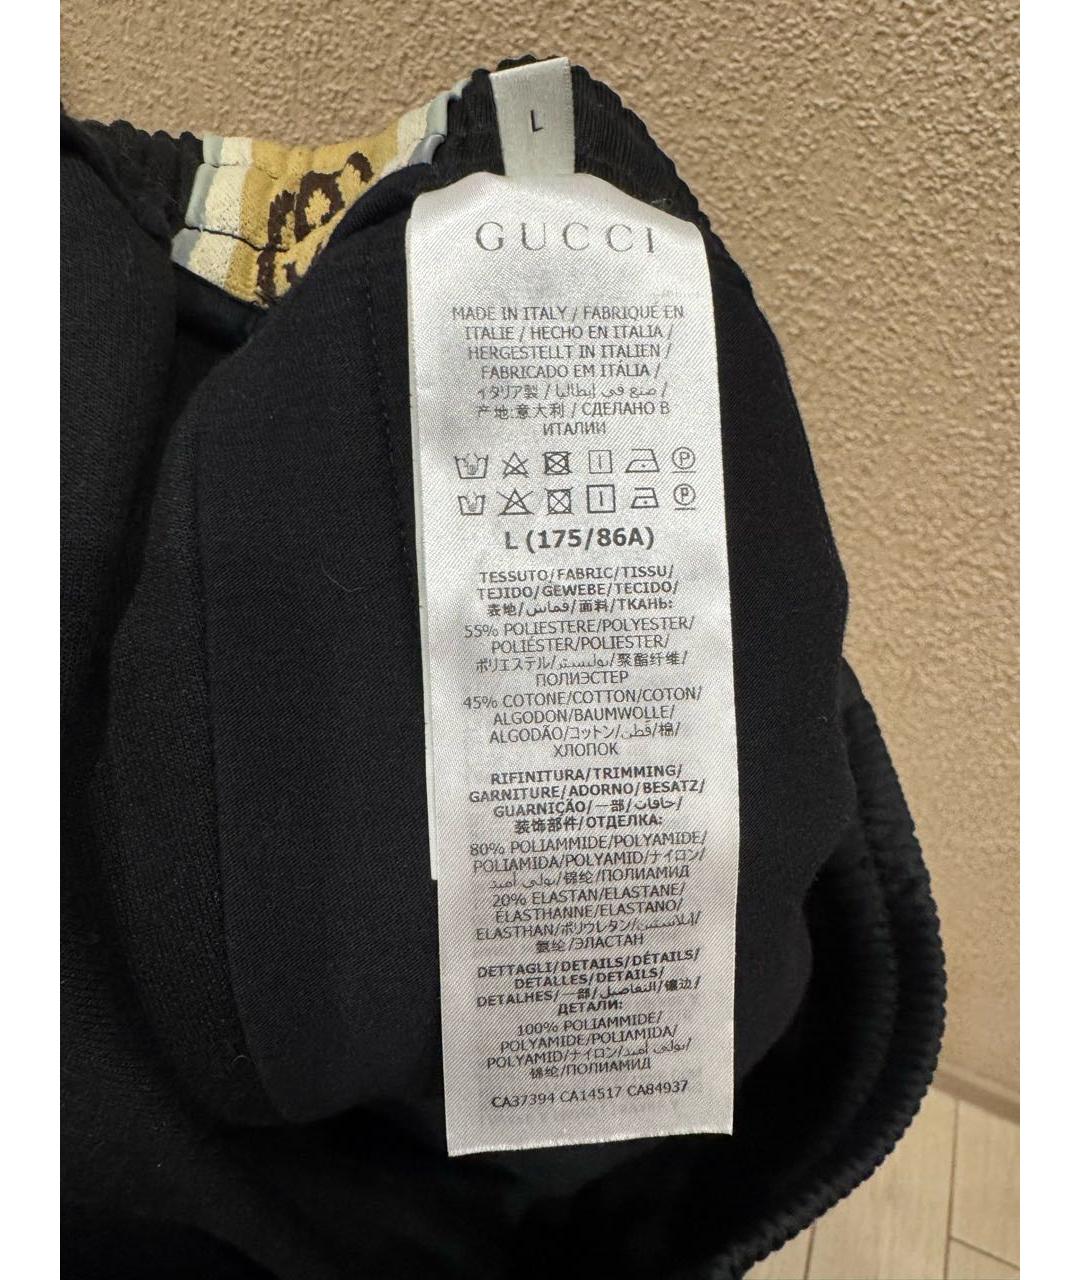 L
GUCCI
MADE IN ITALY / FABRIQUÉ EN
ITALIE / HECHO EN ITALIA /
HERGESTELLT IN ITALIEN /
FABRICADO EM ITÁLIA /
イタリア製 / صنع في إيطاليا /
产地:意大利 / СДЕЛАНО В
ИТАЛИИ
L (175/86A)
TESSUTO/FABRIC/TISSU/
TEJIDO/GEWEBE/TECIDO/
表地/قماش/面料/ТКАНЬ:
55% POLIESTERE/POLYESTER/
POLIÉSTER/POLIESTER/
ポリエステル/بوليستر/聚酯纤维/
ПОЛИЭСТЕР
45% COTONE/COTTON/COTON/
ALGODON/BAUMWOLLE/
ALGODÃO/コットン/قطن/棉/
ХЛОПОК
RIFINITURA/TRIMMING/
GARNITURE/ADORNO/BESATZ/
GUARNIÇÃO/一部/حافات/
装饰部件/ОТДЕЛКА:
80% POLIAMMIDE/POLYAMIDE/
POLIAMIDA/POLYAMID/ナイロン/
بولي أميد/锦纶/ПОЛИАМИД
20% ELASTAN/ELASTANE/
ÉLASTHANNE/ELASTANO/
ELASTHAN/ポリウレタン/إيلاستين/
氨纶/ЭЛАСТАН
DETTAGLI/DETAILS/DÉTAILS/
DETALLES/DETAILS/
DETALHES/一部/التفاصيل/镶边/
ДЕТАЛИ:
100% POLIAMMIDE/
POLYAMIDE/POLIAMIDA/
POLYAMID/ナイロン/بولي أميد/
锦纶/ПОЛИАМИД
CA37394 CA14517 CA84937